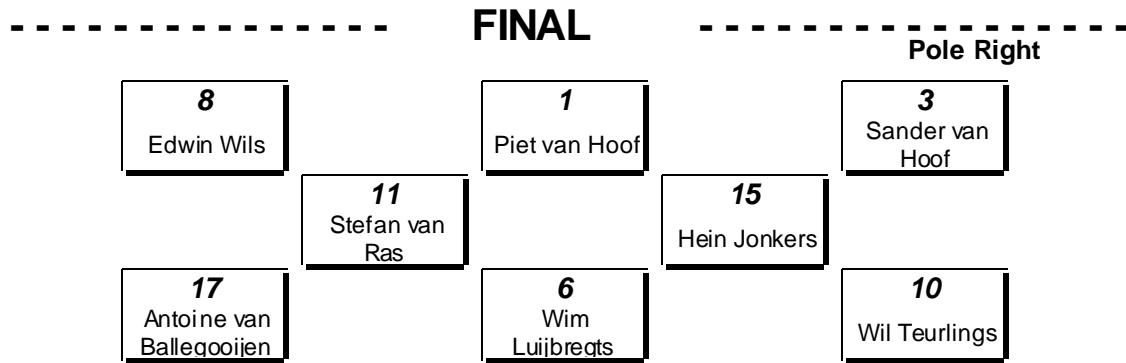 - - - - - - - - - - - - - - - - FINAL - - - - - - - - - - - - - - - - -
Pole Right
8 1 3
Edwin Wils Piet van Hoof Sander van
Hoof
11 15
Stefan van
Ras Hein Jonkers
17 6 10
Antoine van
Ballegooijen Wim
Luijbregts Wil Teurlings